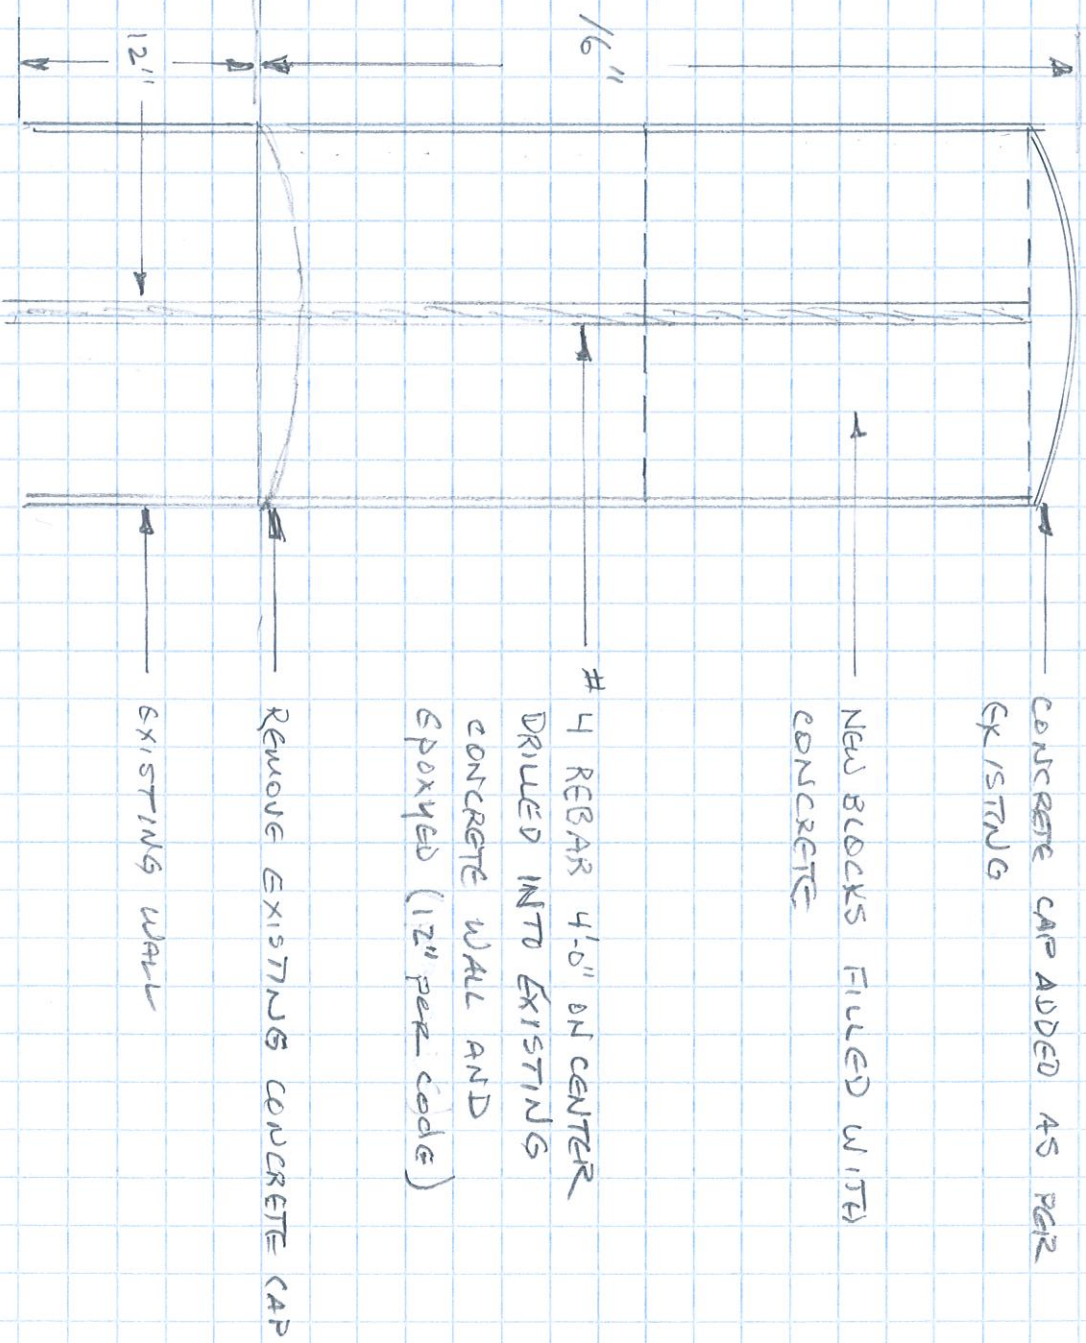 16"
12"
CONCRETE CAP ADDED AS PER
EXISTING
NEW BLOCKS FILLED WITH
CONCRETE
# 4 REBAR 4'-0" ON CENTER
DRILLED INTO EXISTING
CONCRETE WALL AND
EPOXYED (12" PER CODE)
REMOVE EXISTING CONCRETE CAP
EXISTING WALL